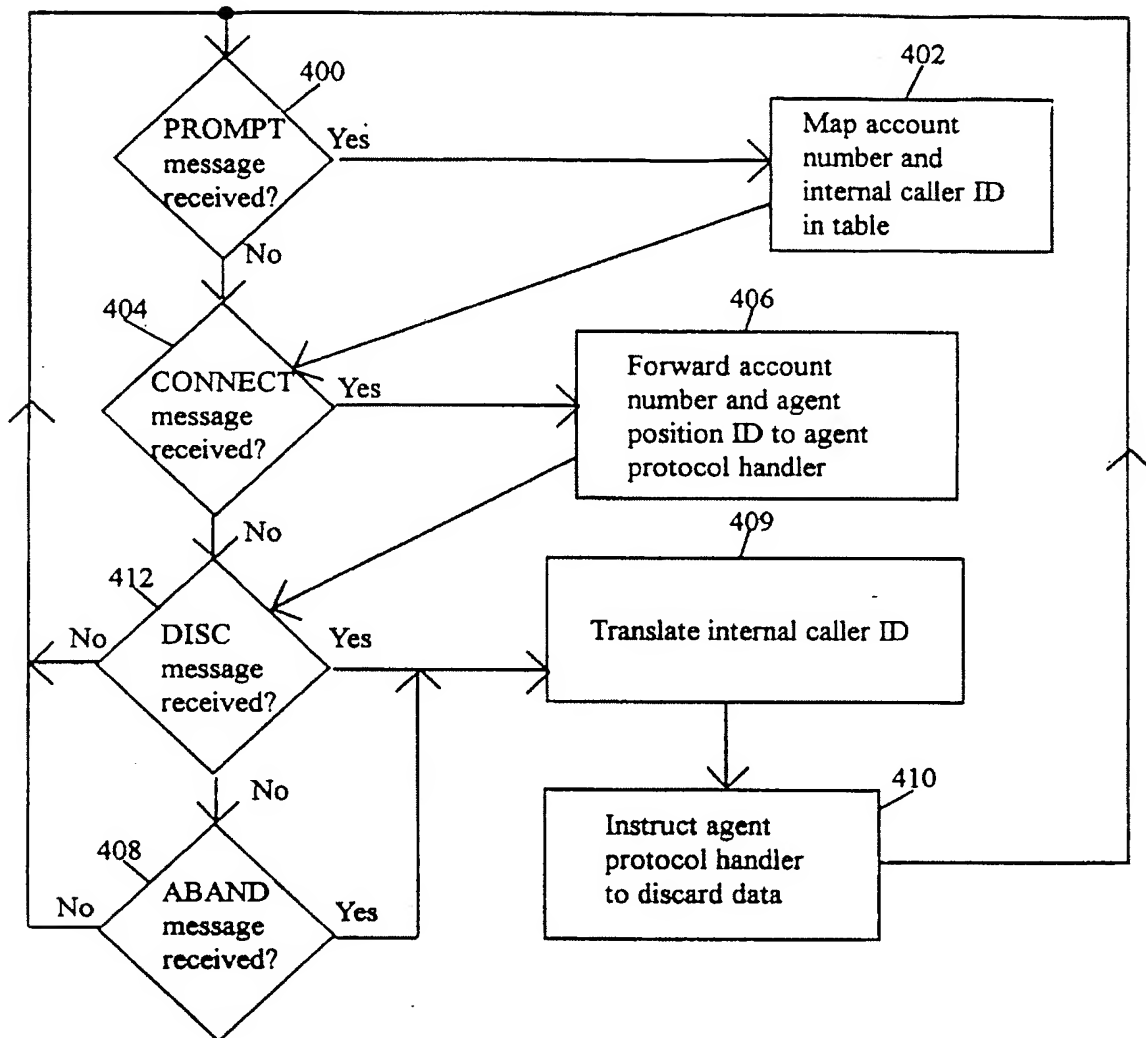 400
PROMPT
message
received?
Yes
No
402
Map account
number and
internal caller ID
in table
404
CONNECT
message
received?
Yes
No
406
Forward account
number and agent
position ID to agent
protocol handler
412
DISC
message
received?
No
Yes
No
409
Translate internal caller ID
408
ABAND
message
received?
No
Yes
410
Instruct agent
protocol handler
to discard data